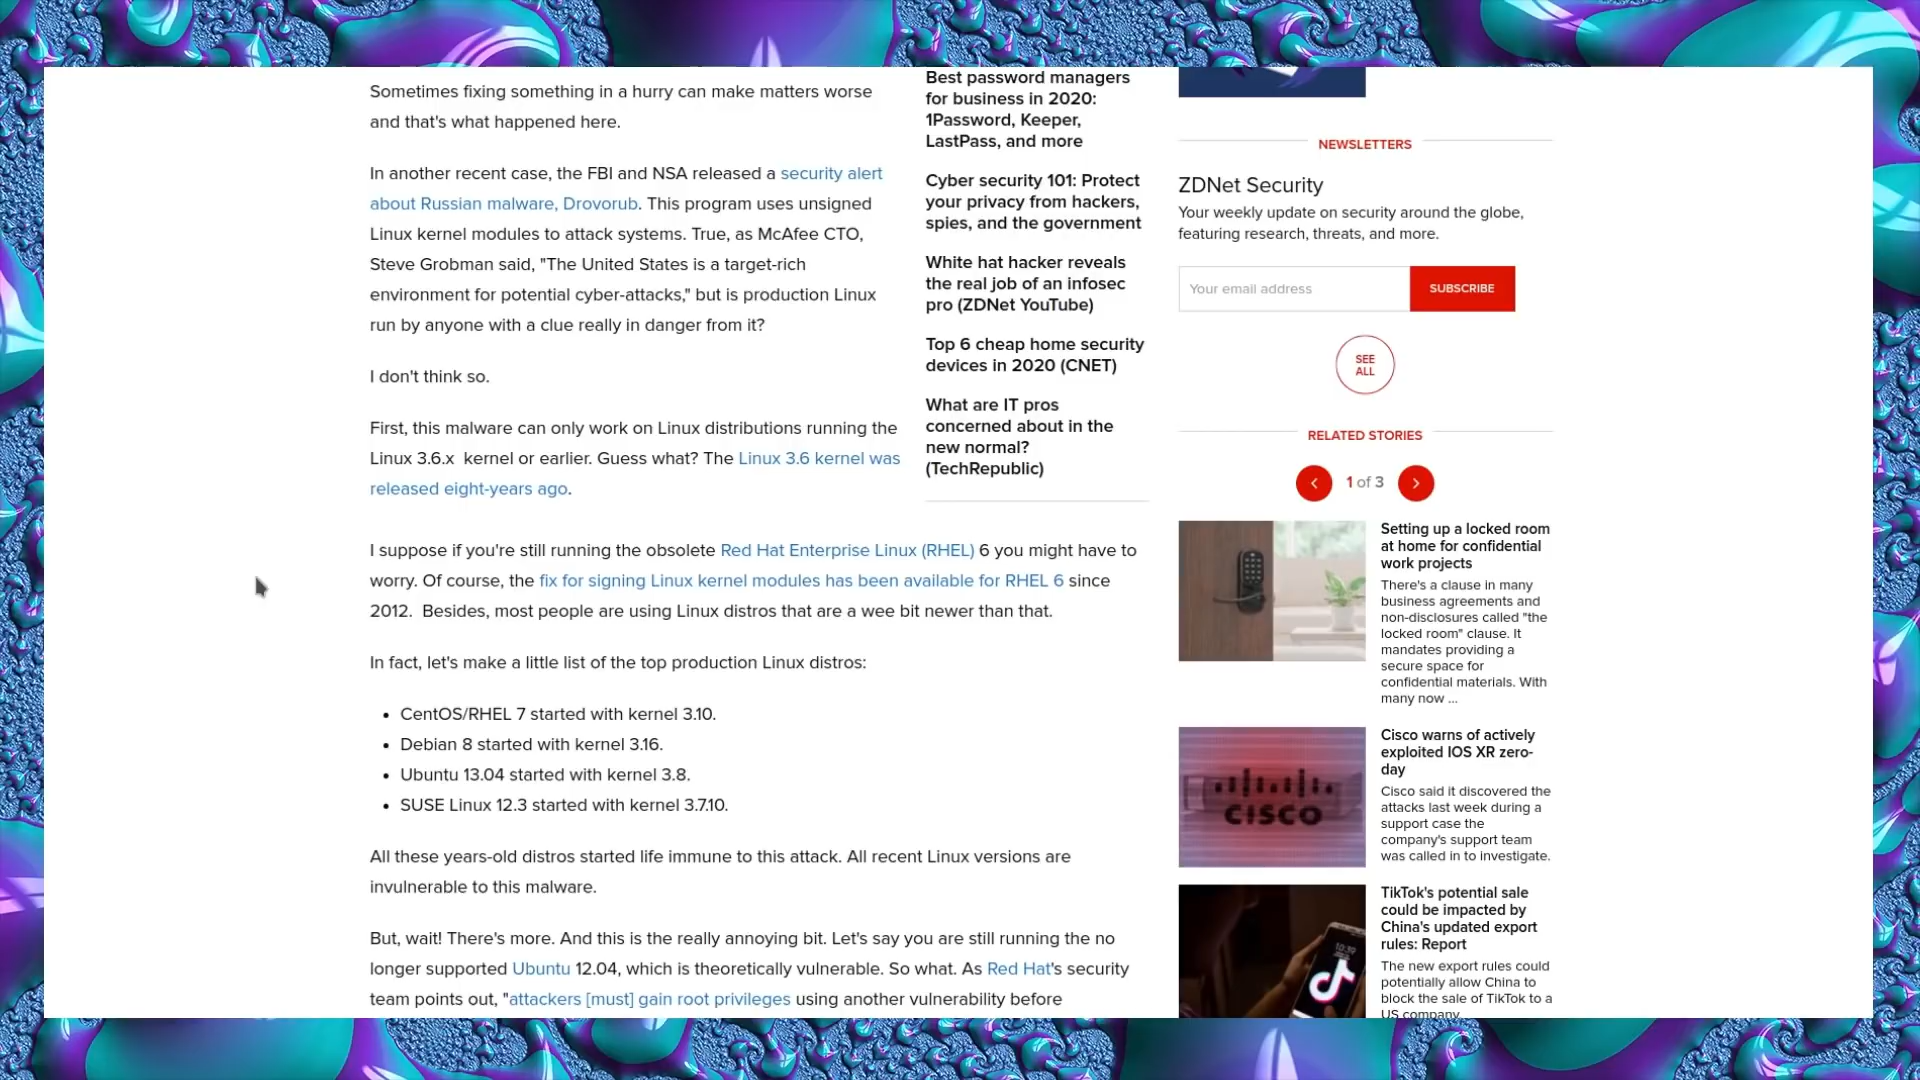 Sometimes fixing something in a hurry can make matters worse
and that's what happened here.
In another recent case, the FBI and NSA released a security alert
about Russian malware, Drovorub. This program uses unsigned
Linux kernel modules to attack systems. True, as McAfee CTO,
Steve Grobman said, "The United States is a target-rich
environment for potential cyber-attacks," but is production Linux
run by anyone with a clue really in danger from it?
I don't think so.
First, this malware can only work on Linux distributions running the
Linux 3.6.x  kernel or earlier. Guess what? The Linux 3.6 kernel was
released eight-years ago.
I suppose if you're still running the obsolete Red Hat Enterprise Linux (RHEL) 6 you might have to
worry. Of course, the fix for signing Linux kernel modules has been available for RHEL 6 since
2012.  Besides, most people are using Linux distros that are a wee bit newer than that.
In fact, let's make a little list of the top production Linux distros:
• CentOS/RHEL 7 started with kernel 3.10.
• Debian 8 started with kernel 3.16.
• Ubuntu 13.04 started with kernel 3.8.
• SUSE Linux 12.3 started with kernel 3.7.10.
All these years-old distros started life immune to this attack. All recent Linux versions are
invulnerable to this malware.
But, wait! There's more. And this is the really annoying bit. Let's say you are still running the no
longer supported Ubuntu 12.04, which is theoretically vulnerable. So what. As Red Hat's security
team points out, "attackers [must] gain root privileges using another vulnerability before
Best password managers
for business in 2020:
1Password, Keeper,
LastPass, and more
Cyber security 101: Protect
your privacy from hackers,
spies, and the government
White hat hacker reveals
the real job of an infosec
pro (ZDNet YouTube)
Top 6 cheap home security
devices in 2020 (CNET)
What are IT pros
concerned about in the
new normal?
(TechRepublic)
NEWSLETTERS
ZDNet Security
Your weekly update on security around the globe,
featuring research, threats, and more.
Your email address
SUBSCRIBE
SEE
ALL
RELATED STORIES
1 of 3
Setting up a locked room
at home for confidential
work projects
There's a clause in many
business agreements and
non-disclosures called "the
locked room" clause. It
mandates providing a
secure space for
confidential materials. With
many now ...
CISCO
Cisco warns of actively
exploited IOS XR zero-
day
Cisco said it discovered the
attacks last week during a
support case the
company's support team
was called in to investigate.
10:39
TikTok's potential sale
could be impacted by
China's updated export
rules: Report
The new export rules could
potentially allow China to
block the sale of TikTok to a
US company.